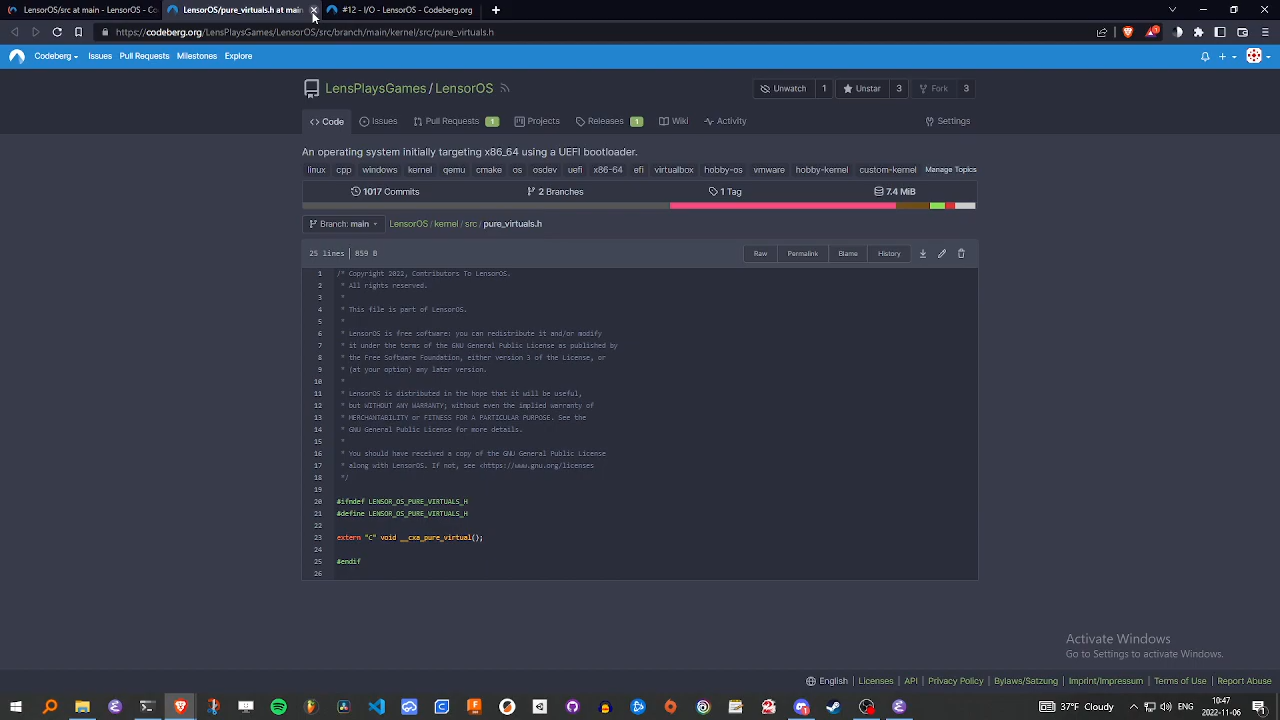 LensorOS/src at main - LensorOS - Co
LensorOS/pure_virtuals.h at main
#12 - I/O - LensorOS - Codeberg.org
https://codeberg.org/LensPlaysGames/LensorOS/src/branch/main/kernel/src/pure_virtuals.h
Codeberg Issues Pull Requests Milestones Explore
LensPlaysGames/LensorOS
Unwatch 1 Unstar 3 Fork 3
Code Issues Pull Requests 1 Projects Releases 1 Wiki Activity Settings
An operating system initially targeting x86_64 using a UEFI bootloader.
linux cpp windows kernel qemu cmake os osdev uefi x86-64 efi virtualbox hobby-os vmware hobby-kernel custom-kernel Manage Topics
1017 Commits 2 Branches 1 Tag 7.4 MiB
Branch: main LensorOS / kernel / src / pure_virtuals.h
25 lines | 859 B Raw Permalink Blame History
1 /* Copyright 2022, Contributors To LensorOS.
2 * All rights reserved.
3 *
4 * This file is part of LensorOS.
5 *
6 * LensorOS is free software: you can redistribute it and/or modify
7 * it under the terms of the GNU General Public License as published by
8 * the Free Software Foundation, either version 3 of the License, or
9 * (at your option) any later version.
10 *
11 * LensorOS is distributed in the hope that it will be useful,
12 * but WITHOUT ANY WARRANTY; without even the implied warranty of
13 * MERCHANTABILITY or FITNESS FOR A PARTICULAR PURPOSE. See the
14 * GNU General Public License for more details.
15 *
16 * You should have received a copy of the GNU General Public License
17 * along with LensorOS. If not, see <https://www.gnu.org/licenses
18 */
19
20 #ifndef LENSOR_OS_PURE_VIRTUALS_H
21 #define LENSOR_OS_PURE_VIRTUALS_H
22
23 extern "C" void __cxa_pure_virtual();
24
25 #endif
26
Activate Windows
Go to Settings to activate Windows.
English Licenses API Privacy Policy Bylaws/Satzung Imprint/Impressum Terms of Use Report Abuse
37°F Cloudy
10:47
2022-11-06